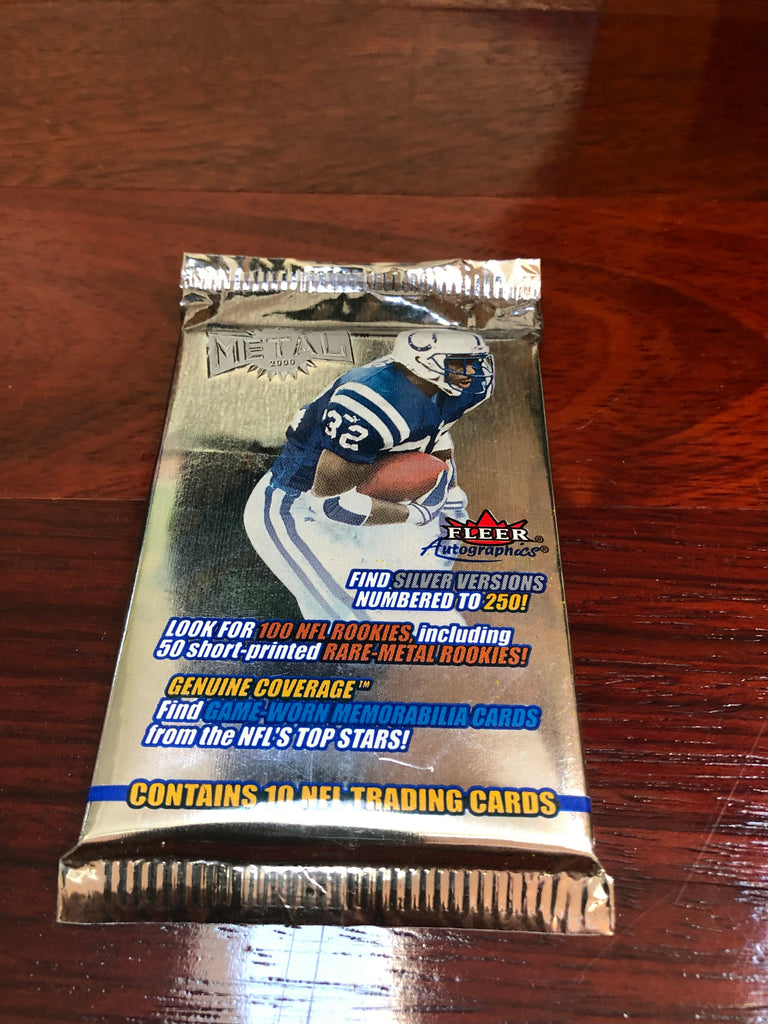 METAL
2000
32
FLEER®
Autographics®
FIND SILVER VERSIONS
NUMBERED TO 250!
LOOK FOR 100 NFL ROOKIES, including
50 short-printed RARE-METAL ROOKIES!
GENUINE COVERAGE™
Find GAME-WORN MEMORABILIA CARDS
from the NFL'S TOP STARS!
CONTAINS 10 NFL TRADING CARDS